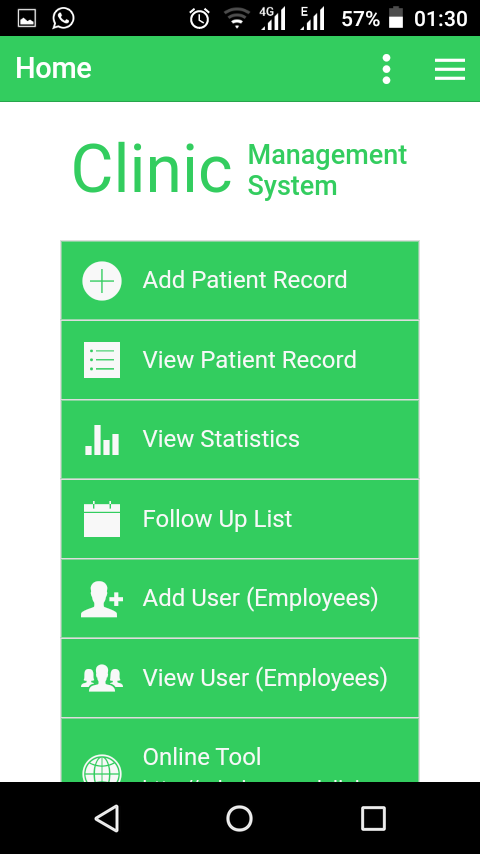 4G E 57% 01:30
Home
Clinic Management
System
Add Patient Record
View Patient Record
View Statistics
Follow Up List
Add User (Employees)
View User (Employees)
Online Tool